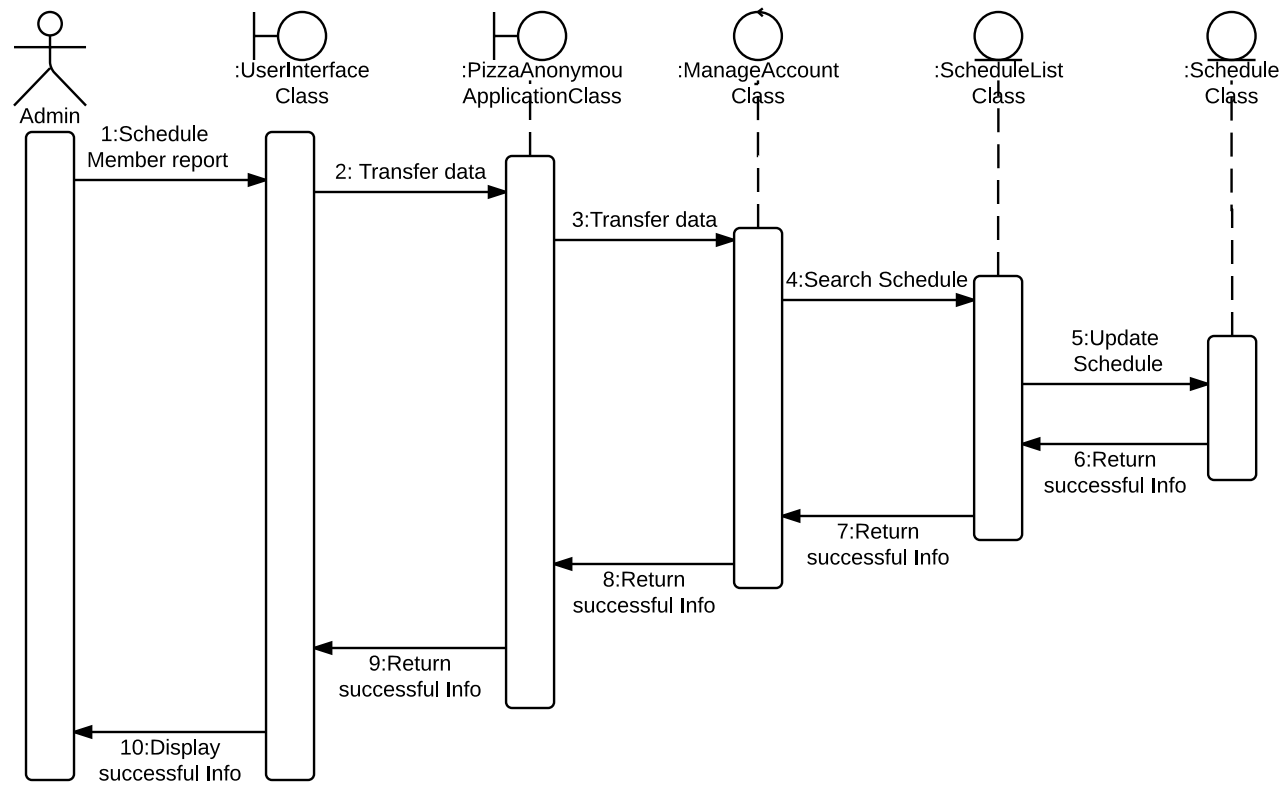 :UserInterface
Class
:PizzaAnonymou
ApplicationClass
:ManageAccount
Class
:ScheduleList
Class
:Schedule
Class
Admin
1:Schedule
Member report
2: Transfer data
3:Transfer data
4:Search Schedule
5:Update
Schedule
6:Return
successful Info
7:Return
successful Info
8:Return
successful Info
9:Return
successful Info
10:Display
successful Info